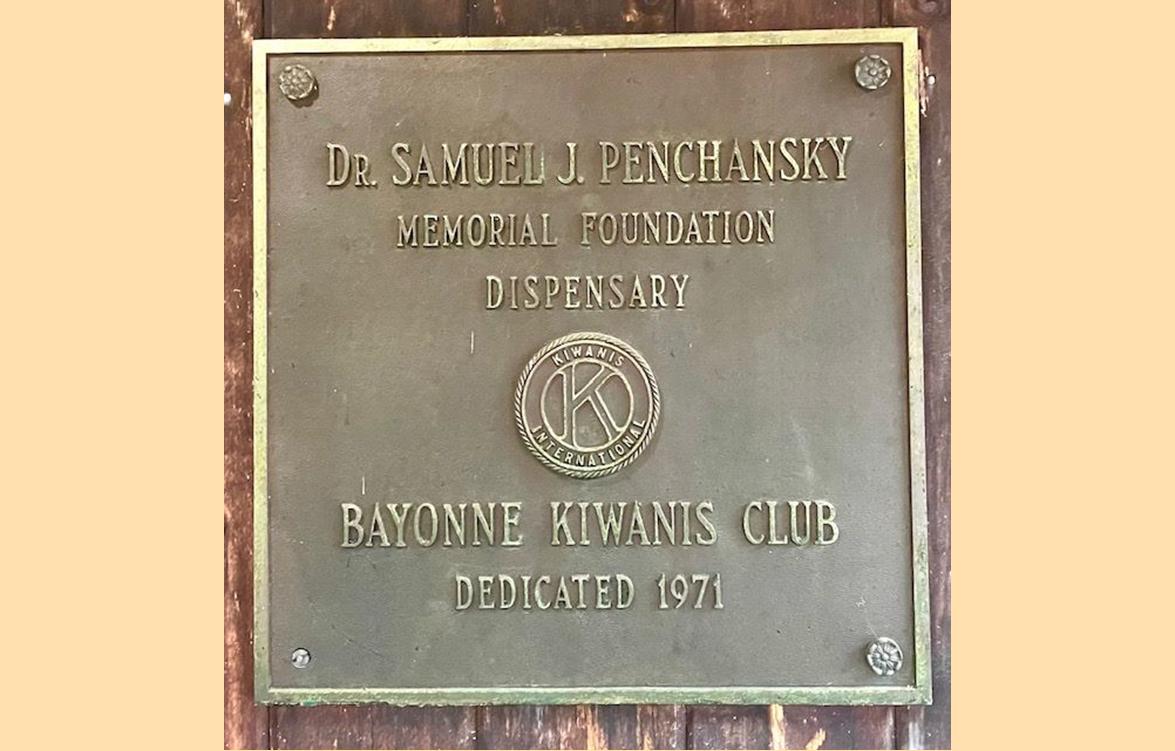 DR. SAMUEL J. PENCHANSKY
MEMORIAL FOUNDATION
DISPENSARY
KIWANIS
K
INTERNATIONAL
BAYONNE KIWANIS CLUB
DEDICATED 1971